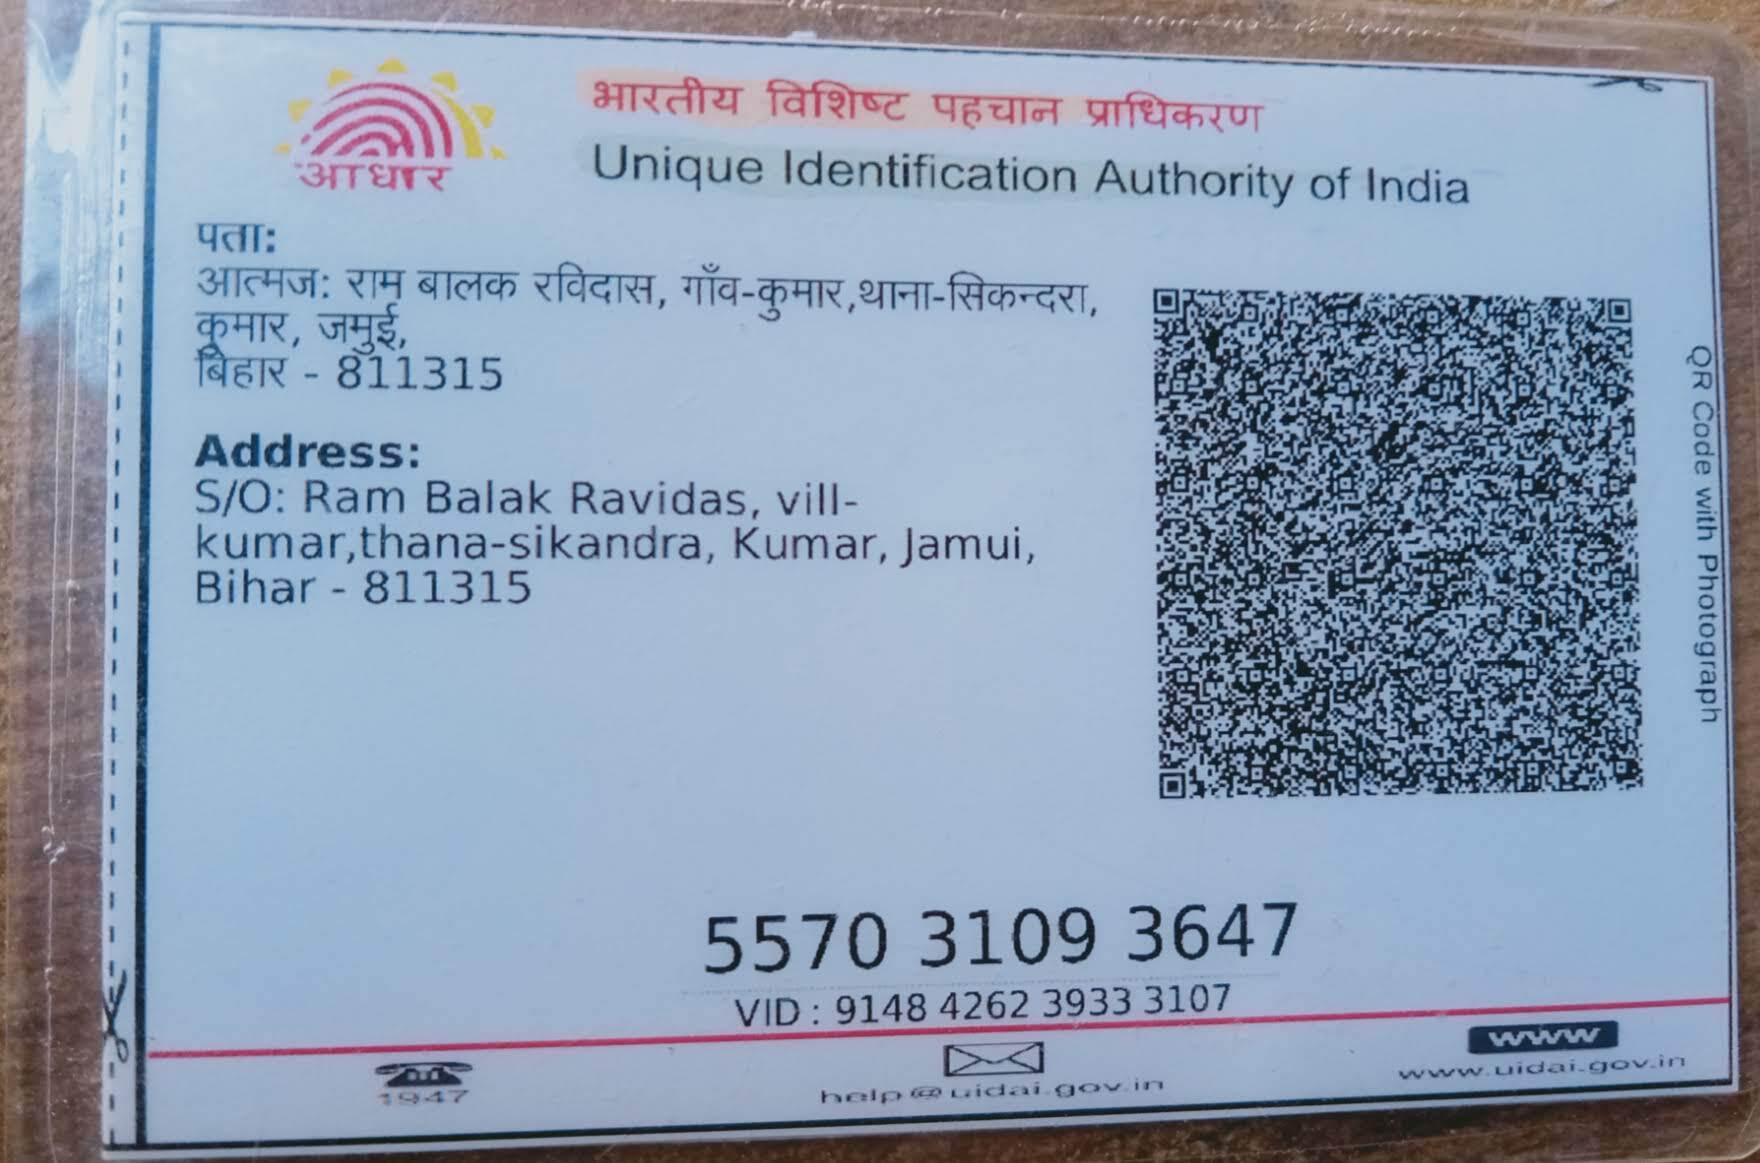 आधार
भारतीय विशिष्ट पहचान प्राधिकरण
Unique Identification Authority of India
पता:
आत्मज: राम बालक रविदास, गाँव-कुमार,थाना-सिकन्दरा,
कुमार, जमुई,
बिहार - 811315
Address:
S/O: Ram Balak Ravidas, vill-
kumar,thana-sikandra, Kumar, Jamui,
Bihar - 811315
QR Code with Photograph
5570 3109 3647
VID : 9148 4262 3933 3107
1947
help@uidai.gov.in
www
www.uidai.gov.in